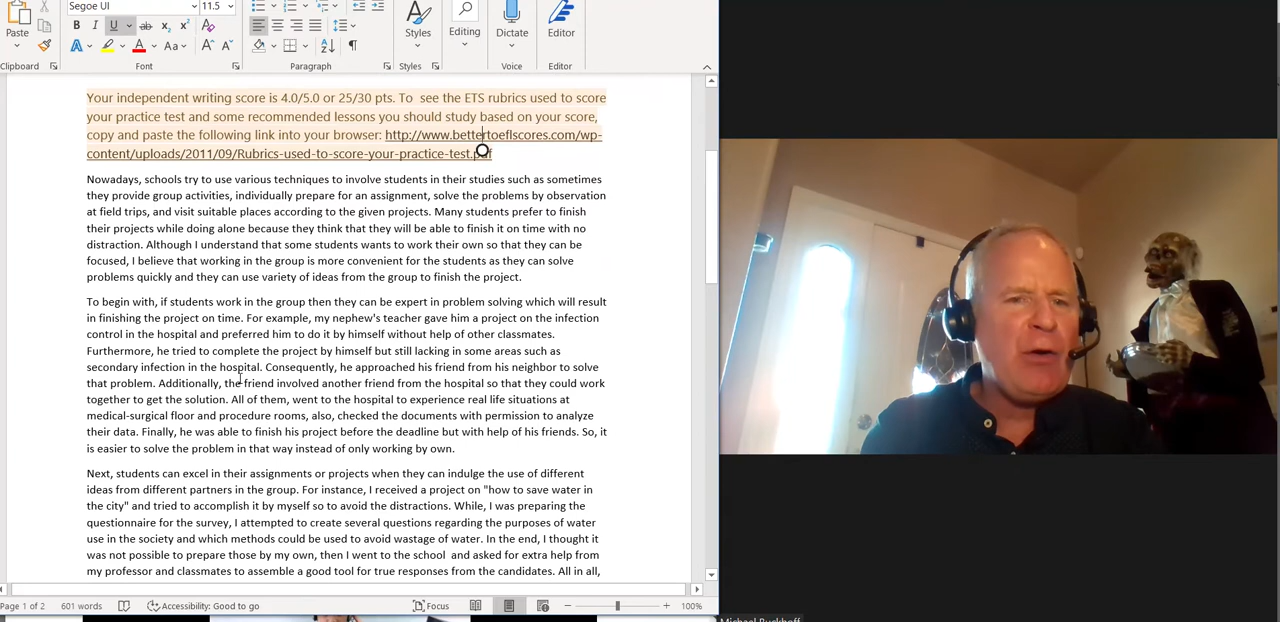 Segoe UI
11.5
Paste
B I U ab x₂ x²
A A Aa A A
Styles
Editing
Dictate
Editor
Clipboard
Font
Paragraph
Styles
Voice
Editor
Your independent writing score is 4.0/5.0 or 25/30 pts. To see the ETS rubrics used to score
your practice test and some recommended lessons you should study based on your score,
copy and paste the following link into your browser: http://www.bettertoeflscores.com/wp-
content/uploads/2011/09/Rubrics-used-to-score-your-practice-test.pdf
Nowadays, schools try to use various techniques to involve students in their studies such as sometimes
they provide group activities, individually prepare for an assignment, solve the problems by observation
at field trips, and visit suitable places according to the given projects. Many students prefer to finish
their projects while doing alone because they think that they will be able to finish it on time with no
distraction. Although I understand that some students wants to work their own so that they can be
focused, I believe that working in the group is more convenient for the students as they can solve
problems quickly and they can use variety of ideas from the group to finish the project.
To begin with, if students work in the group then they can be expert in problem solving which will result
in finishing the project on time. For example, my nephew's teacher gave him a project on the infection
control in the hospital and preferred him to do it by himself without help of other classmates.
Furthermore, he tried to complete the project by himself but still lacking in some areas such as
secondary infection in the hospital. Consequently, he approached his friend from his neighbor to solve
that problem. Additionally, the friend involved another friend from the hospital so that they could work
together to get the solution. All of them, went to the hospital to experience real life situations at
medical-surgical floor and procedure rooms, also, checked the documents with permission to analyze
their data. Finally, he was able to finish his project before the deadline but with help of his friends. So, it
is easier to solve the problem in that way instead of only working by own.
Next, students can excel in their assignments or projects when they can indulge the use of different
ideas from different partners in the group. For instance, I received a project on "how to save water in
the city" and tried to accomplish it by myself so to avoid the distractions. While, I was preparing the
questionnaire for the survey, I attempted to create several questions regarding the purposes of water
use in the society and which methods could be used to avoid wastage of water. In the end, I thought it
was not possible to prepare those by my own, then I went to the school and asked for extra help from
my professor and classmates to assemble a good tool for true responses from the candidates. All in all,
Page 1 of 2
601 words
Accessibility: Good to go
Focus
100%
Michael Buckhoff